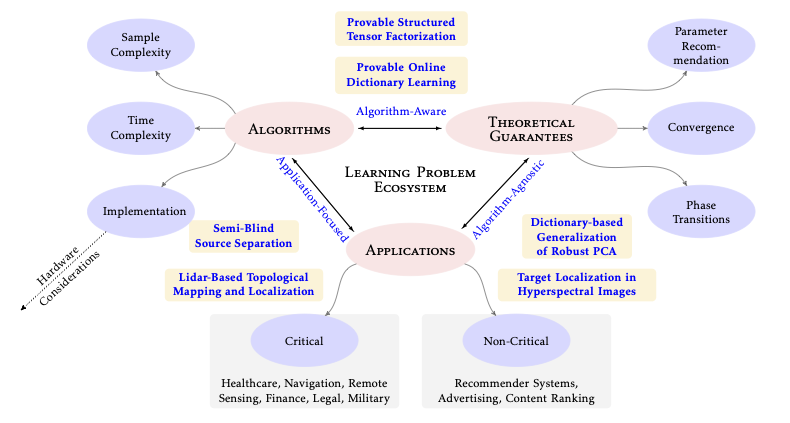 Provable Structured
Tensor Factorization
Sample
Complexity
Parameter
Recom-
mendation
Provable Online
Dictionary Learning
Algorithm-Aware
Time
Complexity
Algorithms
Theoretical
Guarantees
Convergence
Learning Problem
Ecosystem
Application-Focused
Algorithm-Agnostic
Implementation
Phase
Transitions
Semi-Blind
Source Separation
Applications
Dictionary-based
Generalization
of Robust PCA
Hardware
Considerations
Lidar-Based Topological
Mapping and Localization
Target Localization in
Hyperspectral Images
Critical
Non-Critical
Healthcare, Navigation, Remote
Sensing, Finance, Legal, Military
Recommender Systems,
Advertising, Content Ranking